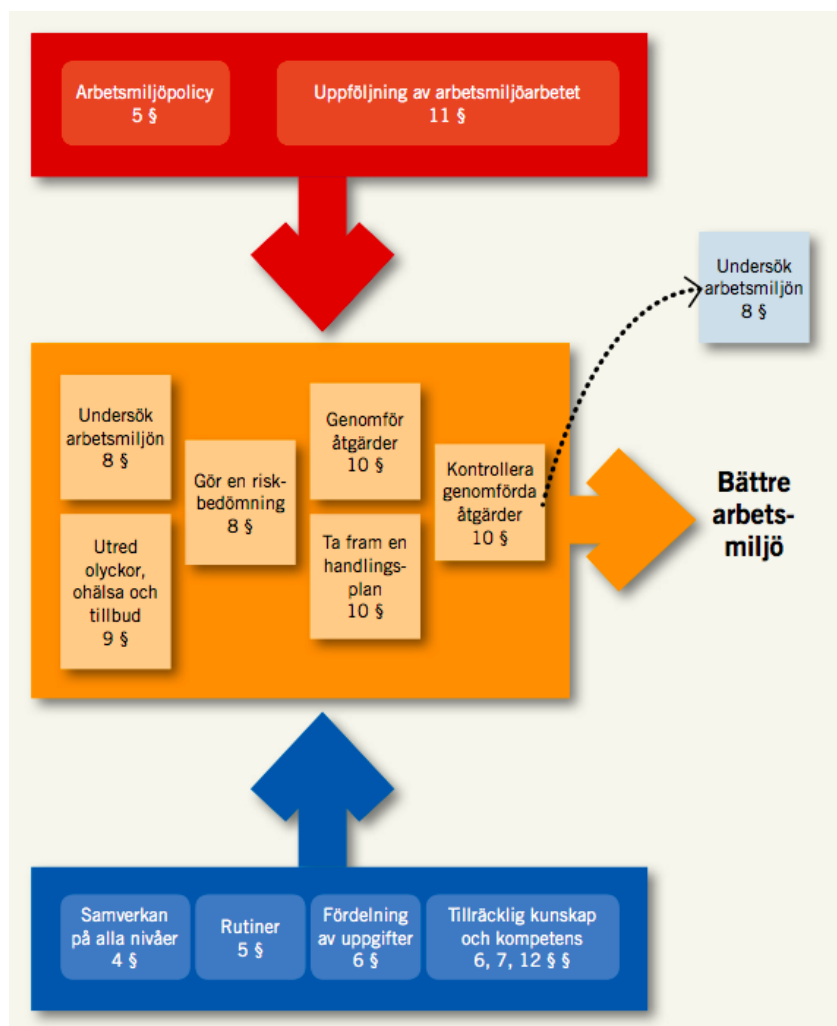 Arbetsmiljöpolicy
5 §
Uppföljning av arbetsmiljöarbetet
11 §
Undersök
arbetsmiljön
8 §
Undersök
arbetsmiljön
8 §
Utred
olyckor,
ohälsa och
tillbud
9 §
Gör en risk-
bedömning
8 §
Genomför
åtgärder
10 §
Ta fram en
handlings-
plan
10 §
Kontrollera
genomförda
åtgärder
10 §
Bättre
arbets-
miljö
Samverkan
på alla nivåer
4 §
Rutiner
5 §
Fördelning
av uppgifter
6 §
Tillräcklig kunskap
och kompetens
6, 7, 12 § §